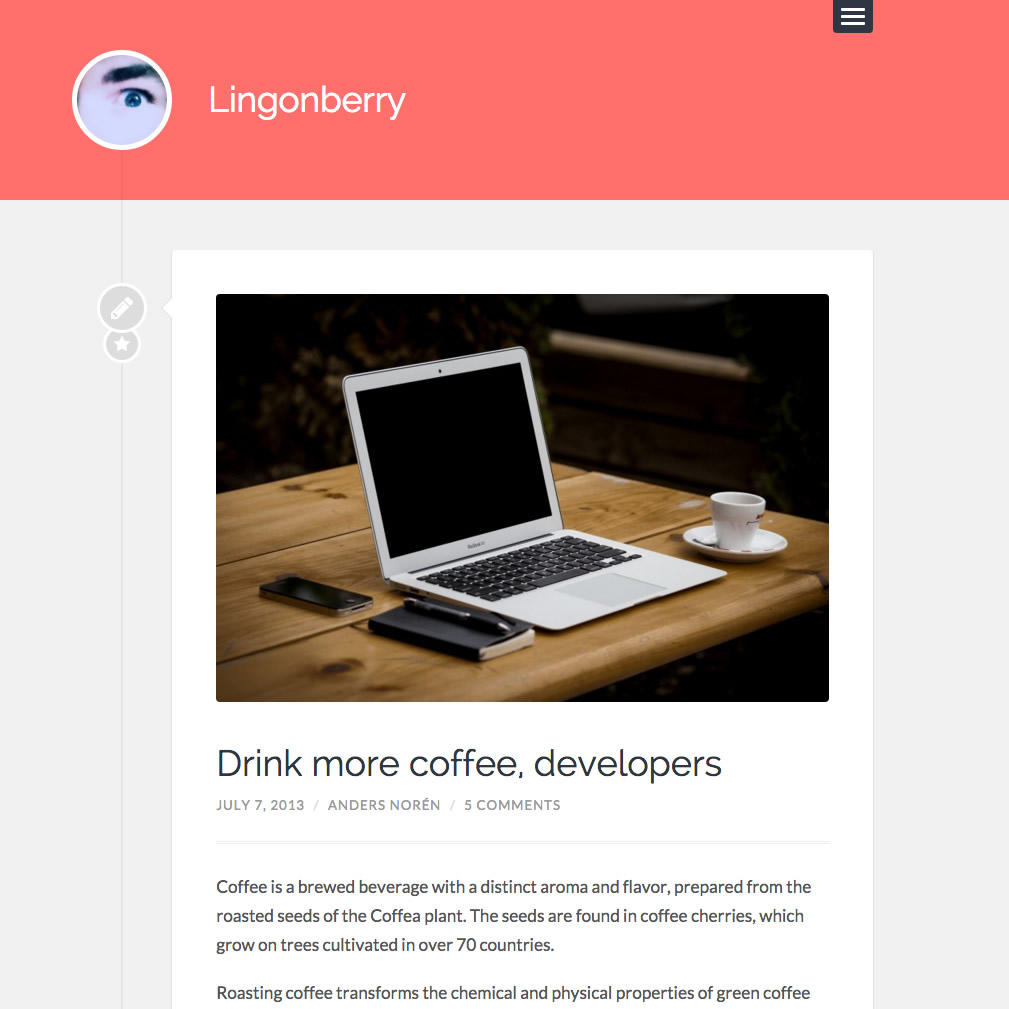 Lingonberry
Drink more coffee, developers
JULY 7, 2013 / ANDERS NORÉN / 5 COMMENTS
Coffee is a brewed beverage with a distinct aroma and flavor, prepared from the
roasted seeds of the Coffea plant. The seeds are found in coffee cherries, which
grow on trees cultivated in over 70 countries.
Roasting coffee transforms the chemical and physical properties of green coffee